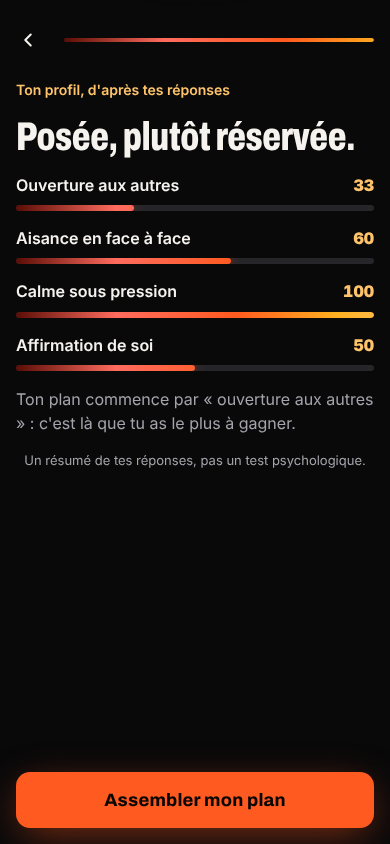 Ton profil, d'après tes réponses
Posée, plutôt réservée.
Ouverture aux autres 33
Aisance en face à face 60
Calme sous pression 100
Affirmation de soi 50
Ton plan commence par « ouverture aux autres
» : c'est là que tu as le plus à gagner.
Un résumé de tes réponses, pas un test psychologique.
Assembler mon plan